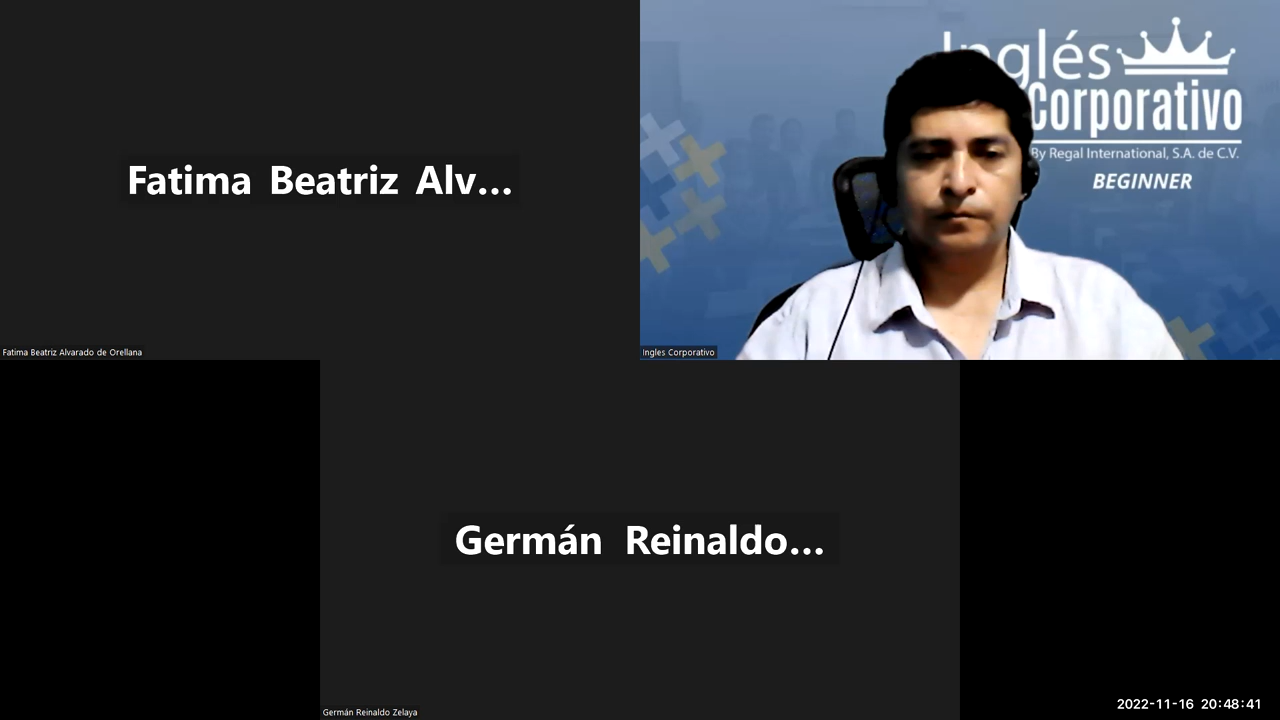 Fatima Beatriz Alv...
Fatima Beatriz Alvarado de Orellana
Inglés
Corporativo
By Regal International, S.A. de C.V.
BEGINNER
Ingles Corporativo
Germán Reinaldo...
Germán Reinaldo Zelaya
2022-11-16 20:48:41